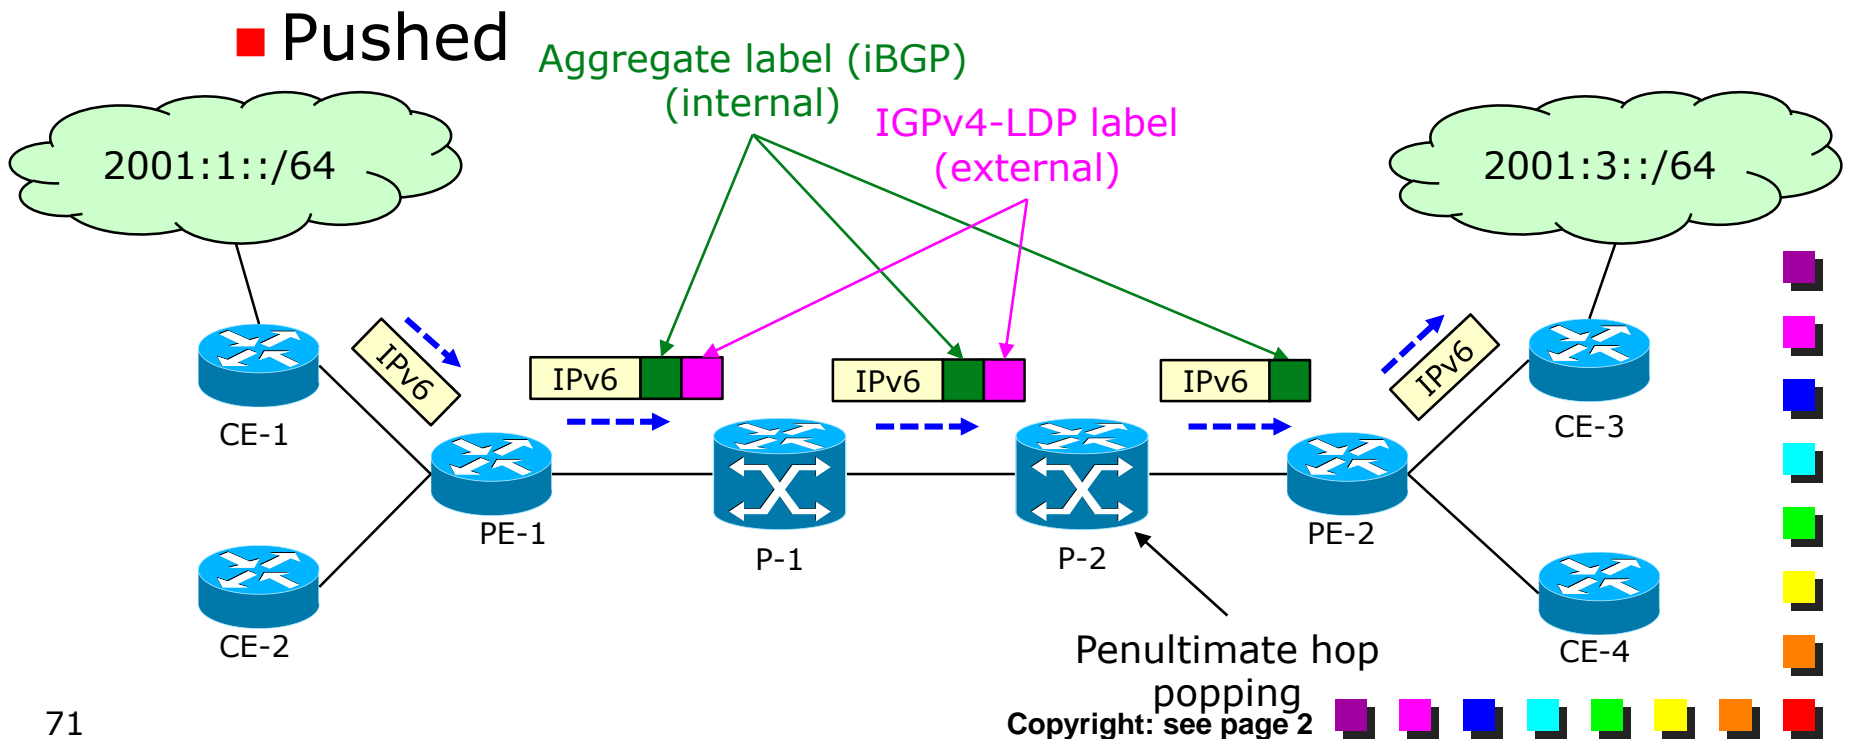 Pushed
Aggregate label (iBGP)
(internal)
IGPv4-LDP label
(external)
2001:1::/64
2001:3::/64
IPv6
IPv6
IPv6
IPv6
IPv6
CE-1
CE-3
PE-1
P-1
P-2
PE-2
CE-2
CE-4
Penultimate hop
popping
71
Copyright: see page 2